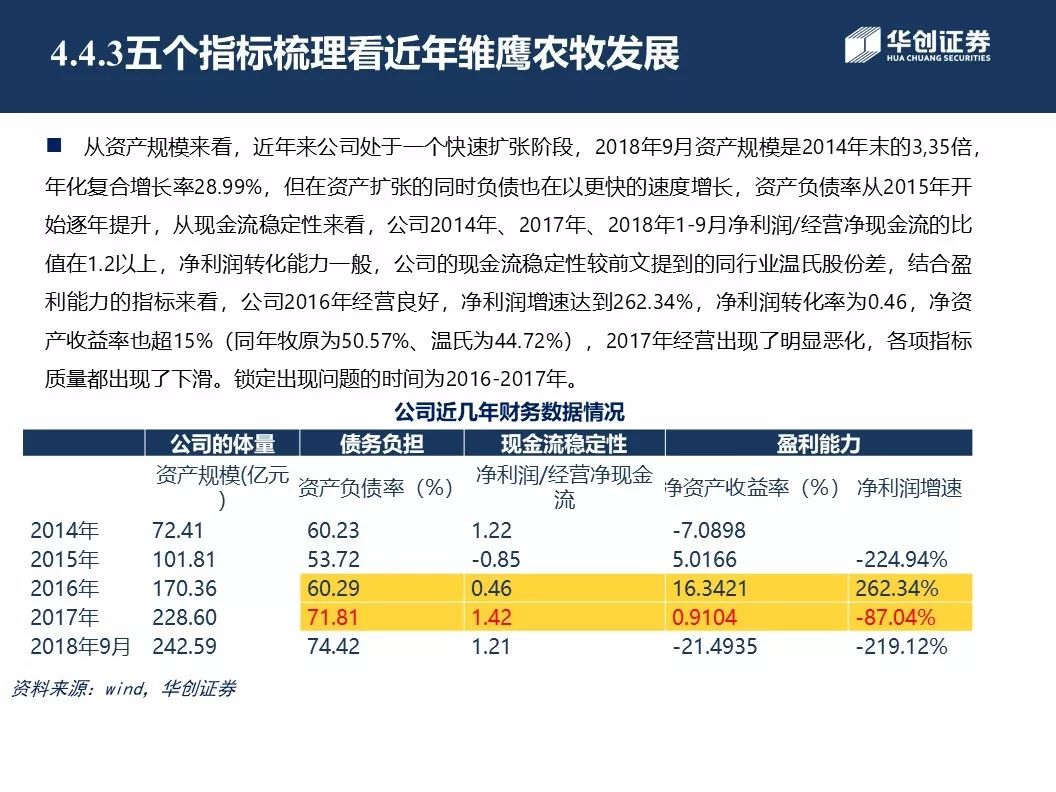 4.4.3五个指标梳理看近年雏鹰农牧发展
华创证券
HUA CHUANG SECURITIES
■ 从资产规模来看，近年来公司处于一个快速扩张阶段，2018年9月资产规模是2014年末的3,35倍，
年化复合增长率28.99%，但在资产扩张的同时负债也在以更快的速度增长，资产负债率从2015年开
始逐年提升，从现金流稳定性来看，公司2014年、2017年、2018年1-9月净利润/经营净现金流的比
值在1.2以上，净利润转化能力一般，公司的现金流稳定性较前文提到的同行业温氏股份差，结合盈
利能力的指标来看，公司2016年经营良好，净利润增速达到262.34%，净利润转化率为0.46，净资
产收益率也超15%（同年牧原为50.57%、温氏为44.72%），2017年经营出现了明显恶化，各项指标
质量都出现了下滑。锁定出现问题的时间为2016-2017年。
公司近几年财务数据情况
公司的体量 债务负担 现金流稳定性 盈利能力
资产规模(亿元) 资产负债率（%） 净利润/经营净现金流 净资产收益率（%） 净利润增速
2014年 72.41 60.23 1.22 -7.0898
2015年 101.81 53.72 -0.85 5.0166 -224.94%
2016年 170.36 60.29 0.46 16.3421 262.34%
2017年 228.60 71.81 1.42 0.9104 -87.04%
2018年9月 242.59 74.42 1.21 -21.4935 -219.12%
资料来源：wind，华创证券